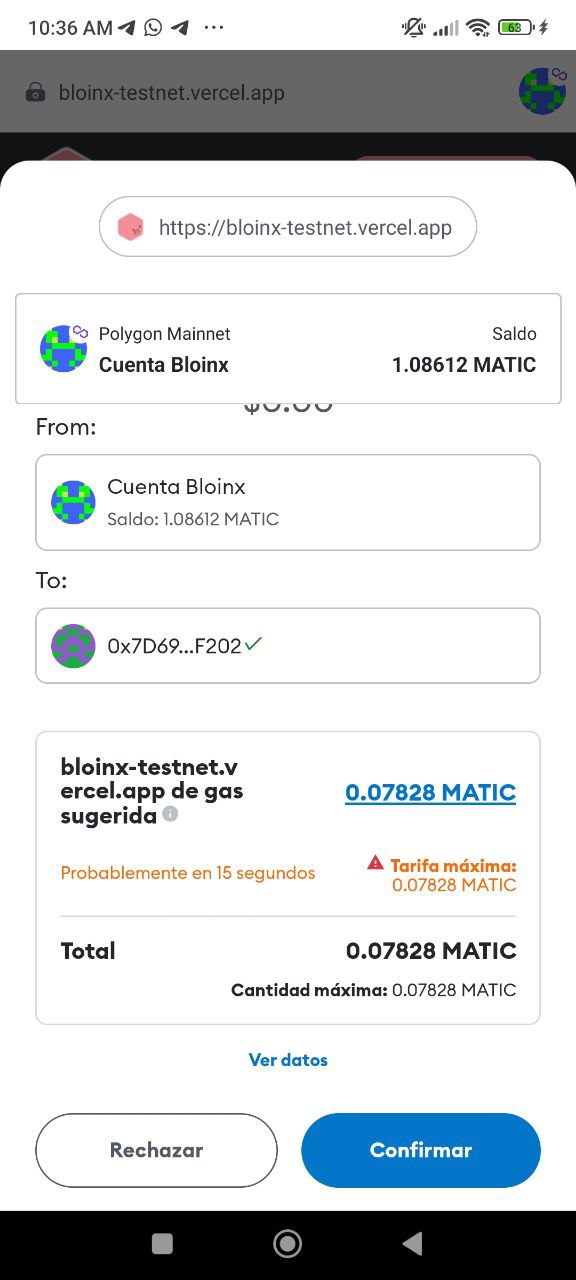 10:36 AM
63
bloinx-testnet.vercel.app
https://bloinx-testnet.vercel.app
Polygon Mainnet
Saldo
Cuenta Bloinx
1.08612 MATIC
From:
Cuenta Bloinx
Saldo: 1.08612 MATIC
To:
0x7D69...F202
bloinx-testnet.v
ercel.app de gas
sugerida
0.07828 MATIC
Probablemente en 15 segundos
Tarifa máxima:
0.07828 MATIC
Total
0.07828 MATIC
Cantidad máxima: 0.07828 MATIC
Ver datos
Rechazar
Confirmar